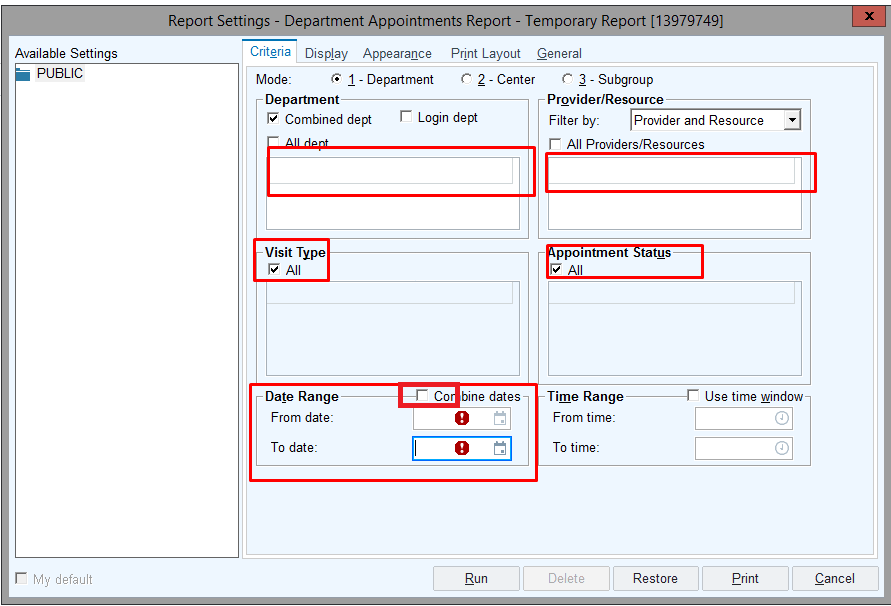 Report Settings - Department Appointments Report - Temporary Report [13979749]
x
Available Settings
PUBLIC
Criteria Display Appearance Print Layout General
Mode: 1 - Department 2 - Center 3 - Subgroup
Department
Combined dept Login dept
All dept
Provider/Resource
Filter by: Provider and Resource
All Providers/Resources
Visit Type
All
Appointment Status
All
Date Range Combine dates
From date:
To date:
Time Range Use time window
From time:
To time:
My default
Run Delete Restore Print Cancel